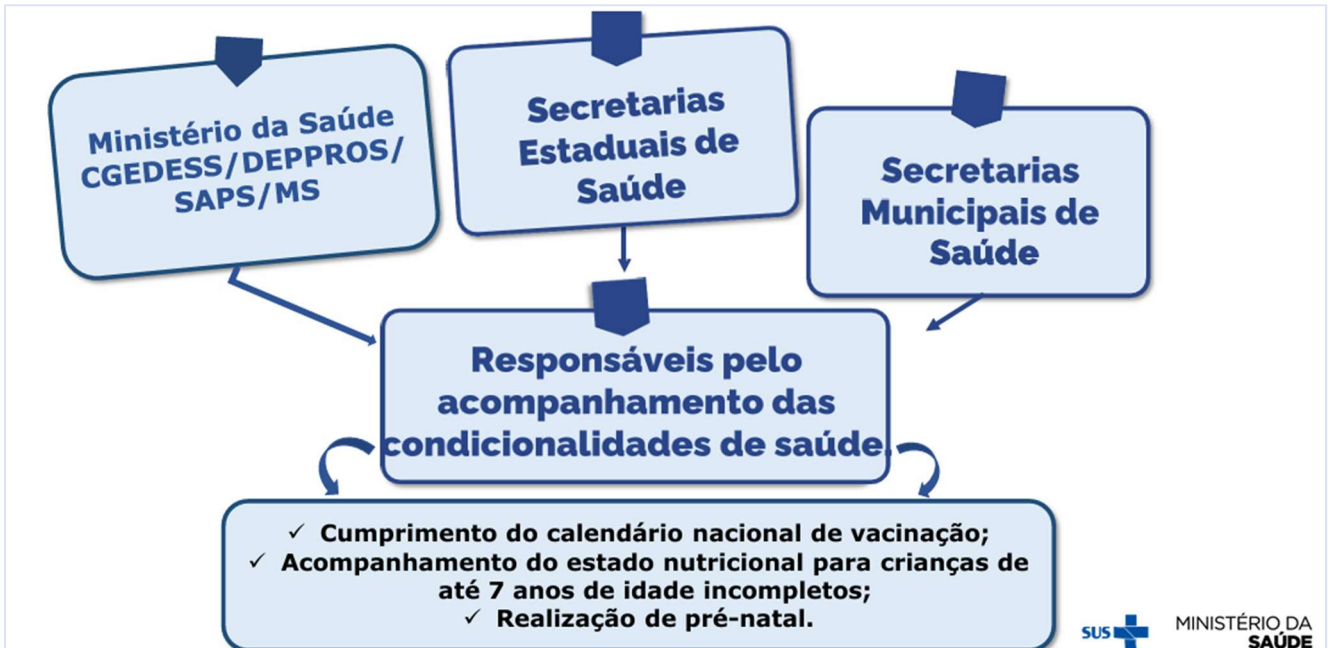 Ministério da Saúde
CGEDESS/DEPPROS/
SAPS/MS
Secretarias
Estaduais de
Saúde
Secretarias
Municipais de
Saúde
Responsáveis pelo
acompanhamento das
condicionalidades de saúde.
✓ Cumprimento do calendário nacional de vacinação;
✓ Acompanhamento do estado nutricional para crianças de
até 7 anos de idade incompletos;
✓ Realização de pré-natal.
SUS
MINISTÉRIO DA
SAÚDE